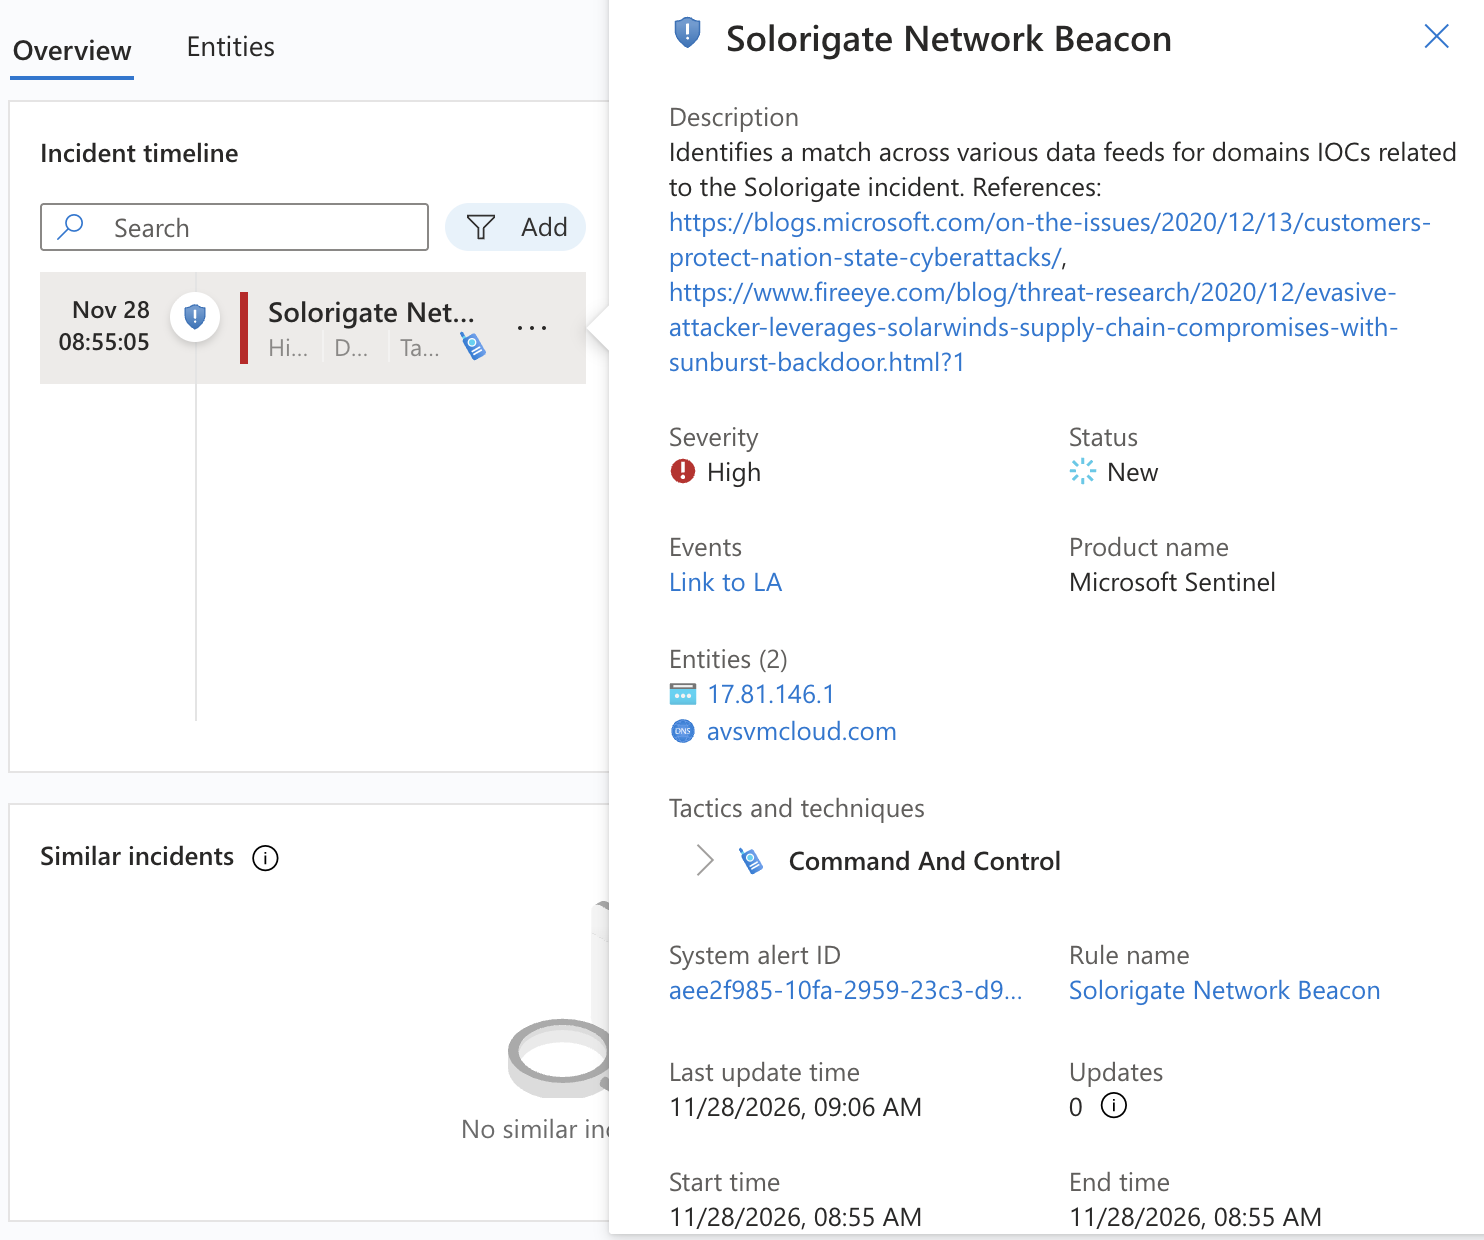 Overview
Entities
Incident timeline
Search
Add
Nov 28
08:55:05
Solorigate Net...
Hi...
D...
Ta...
Similar incidents
No similar in
Solorigate Network Beacon
Description
Identifies a match across various data feeds for domains IOCs related
to the Solorigate incident. References:
https://blogs.microsoft.com/on-the-issues/2020/12/13/customers-
protect-nation-state-cyberattacks/,
https://www.fireeye.com/blog/threat-research/2020/12/evasive-
attacker-leverages-solarwinds-supply-chain-compromises-with-
sunburst-backdoor.html?1
Severity
High
Status
New
Events
Link to LA
Product name
Microsoft Sentinel
Entities (2)
17.81.146.1
DNS
avsvmcloud.com
Tactics and techniques
Command And Control
System alert ID
aee2f985-10fa-2959-23c3-d9...
Rule name
Solorigate Network Beacon
Last update time
11/28/2026, 09:06 AM
Updates
0
Start time
11/28/2026, 08:55 AM
End time
11/28/2026, 08:55 AM